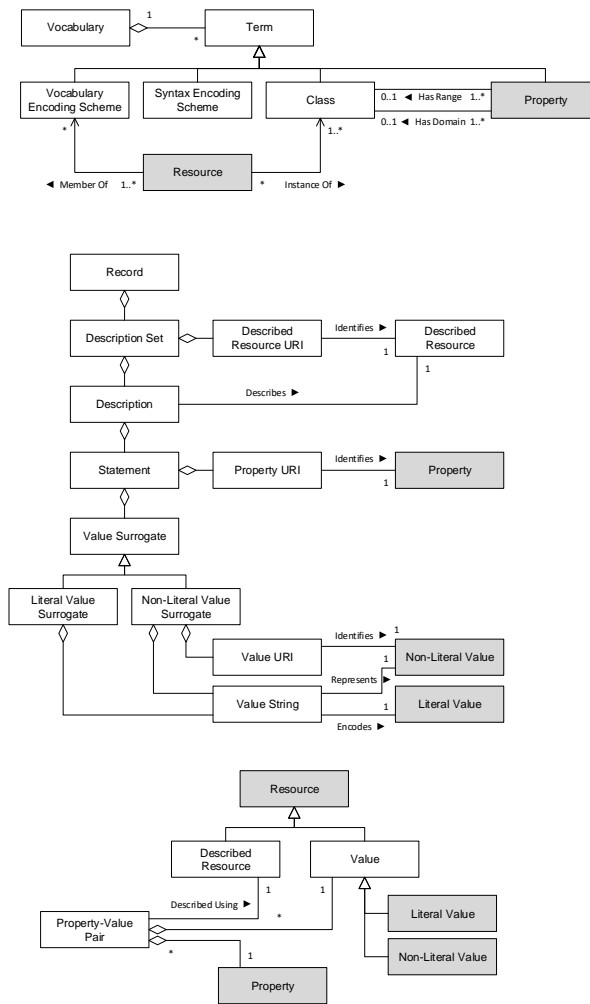 1
Vocabulary
Term
*
Vocabulary
Encoding Scheme
Syntax Encoding
Scheme
Class
0..1 ◄ Has Range 1..*
0..1 ◄ Has Domain 1..*
Property
*
1..*
Resource
◄ Member Of 1..*
* Instance Of ►
Record
Description Set
Described
Resource URI
Identifies ►
1
Described
Resource
1
Description
Describes ►
Statement
Property URI
Identifies ►
1
Property
Value Surrogate
Literal Value
Surrogate
Non-Literal Value
Surrogate
Value URI
Identifies ► 1
1
Non-Literal Value
Represents ►
Value String
1
Literal Value
Encodes ►
Resource
Described
Resource
Value
1
1
Described Using ►
*
Literal Value
Property-Value
Pair
* 1
Non-Literal Value
Property